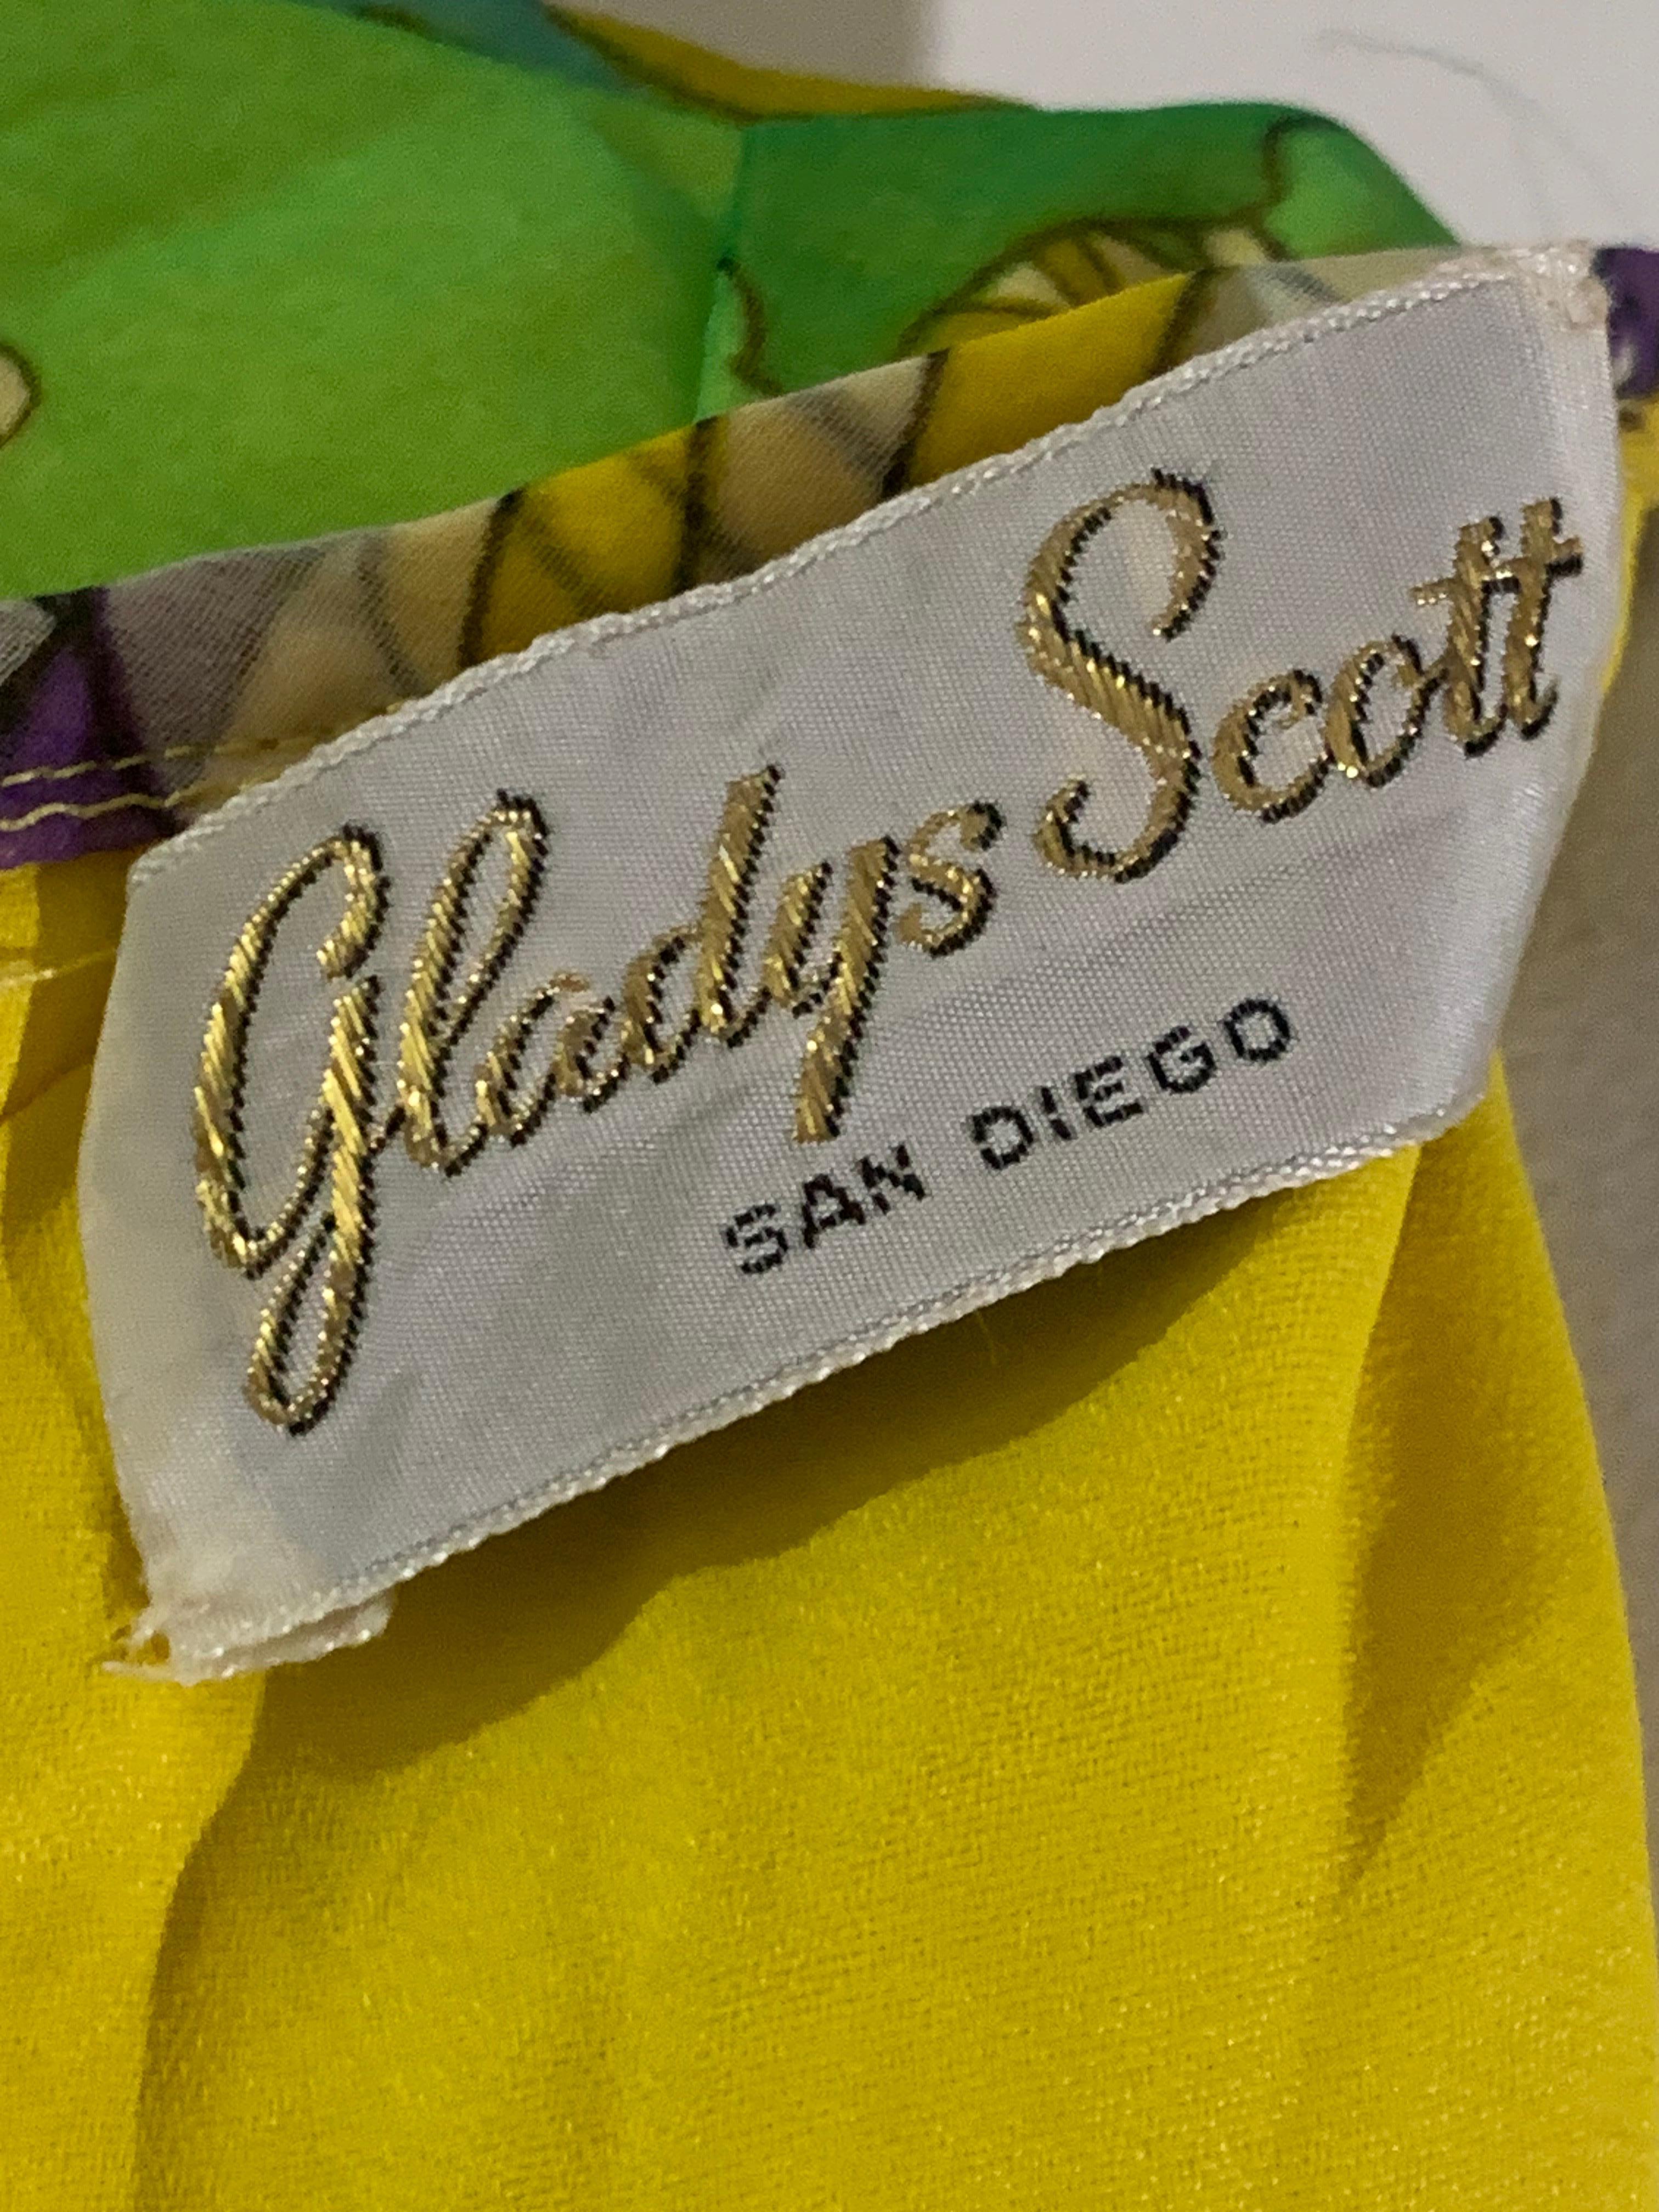 Gladys Scott
SAN DIEGO